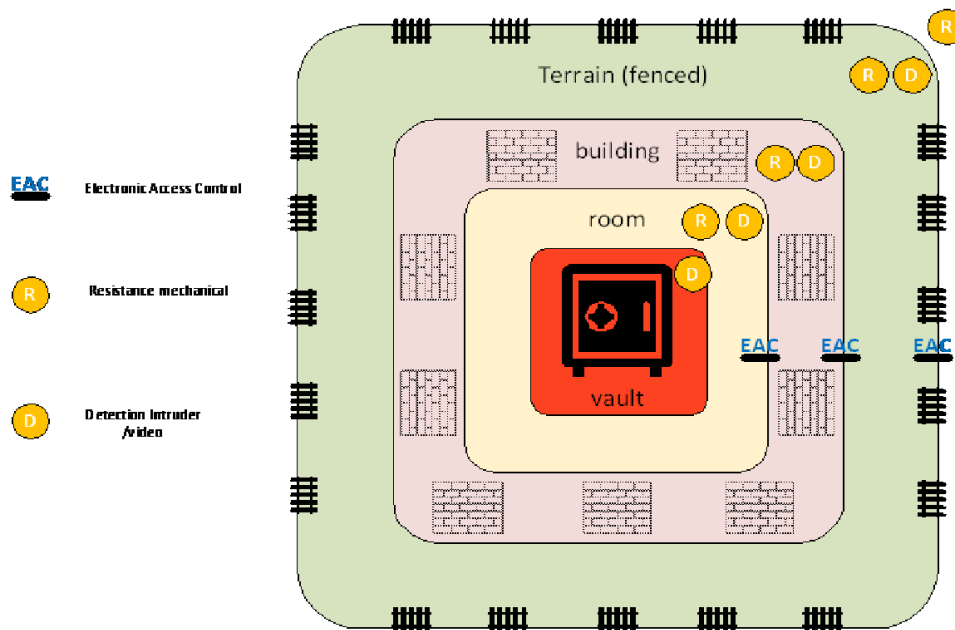 R
Terrain (fenced)
R D
building
R D
EAC Electronic Access Control
room
R D
D
R Resistance mechanical
EAC EAC EAC
vault
D Detection Intruder
/video